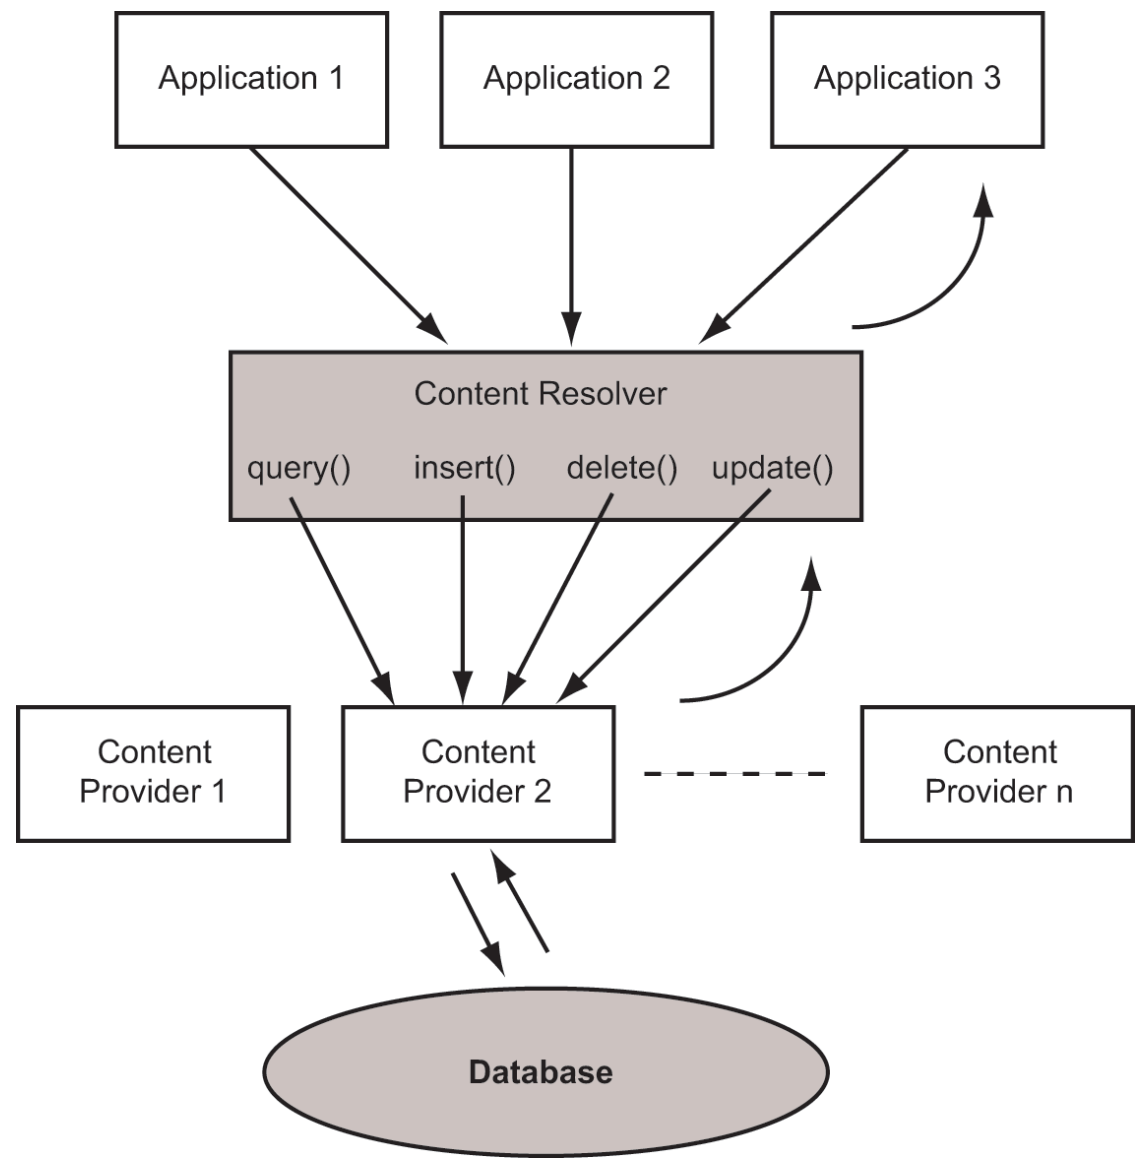 Application 1
Application 2
Application 3
Content Resolver
query()
insert()
delete()
update()
Content
Provider 1
Content
Provider 2
Content
Provider n
Database